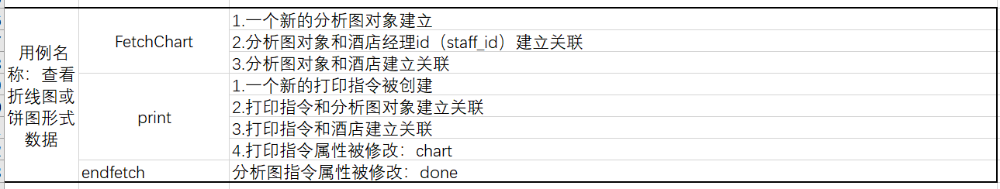 用例名
称：查看
折线图或
饼图形式
数据
FetchChart
1.一个新的分析图对象建立
2.分析图对象和酒店经理id（staff_id）建立关联
3.分析图对象和酒店建立关联
print
1.一个新的打印指令被创建
2.打印指令和分析图对象建立关联
3.打印指令和酒店建立关联
4.打印指令属性被修改：chart
endfetch
分析图指令属性被修改：done